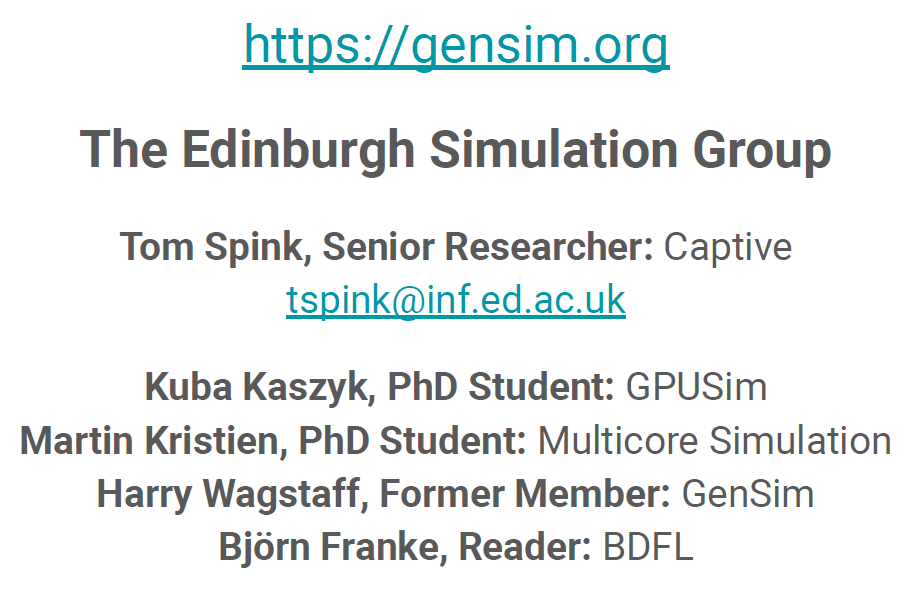 https://gensim.org
The Edinburgh Simulation Group
Tom Spink, Senior Researcher: Captive
tspink@inf.ed.ac.uk
Kuba Kaszyk, PhD Student: GPUSim
Martin Kristien, PhD Student: Multicore Simulation
Harry Wagstaff, Former Member: GenSim
Björn Franke, Reader: BDFL